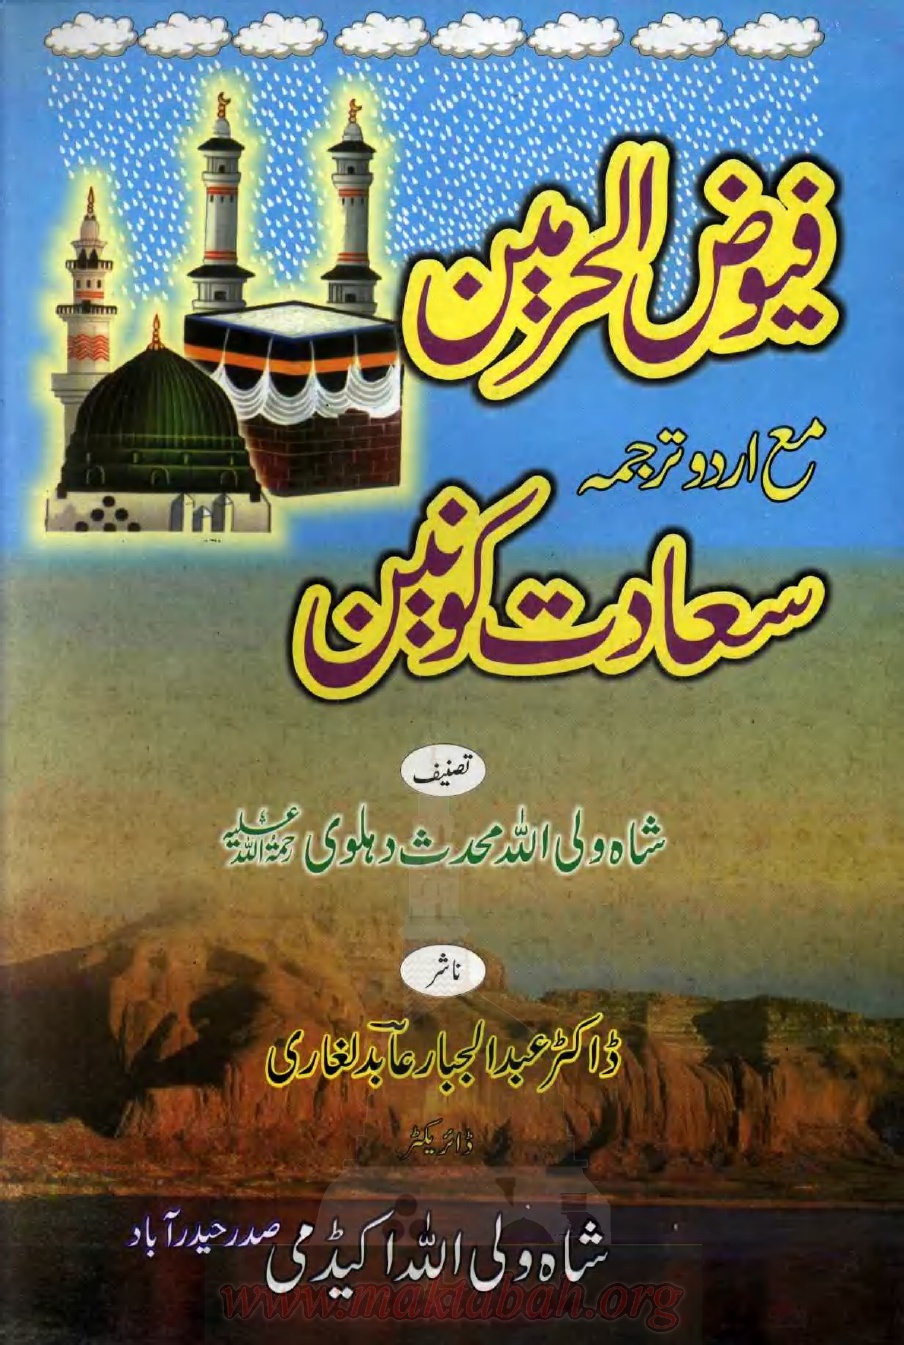 فیوض الحرمین
مع اردو ترجمہ
سعادت کونین
تصنیف
شاہ ولی اللہ محدث دہلوی رحمۃ اللہ علیہ
ناشر
ڈاکٹر عبدالجبار عابد لغاری
ڈائریکٹر
شاہ ولی اللہ اکیڈمی صدر حیدرآباد
www.maktabah.org